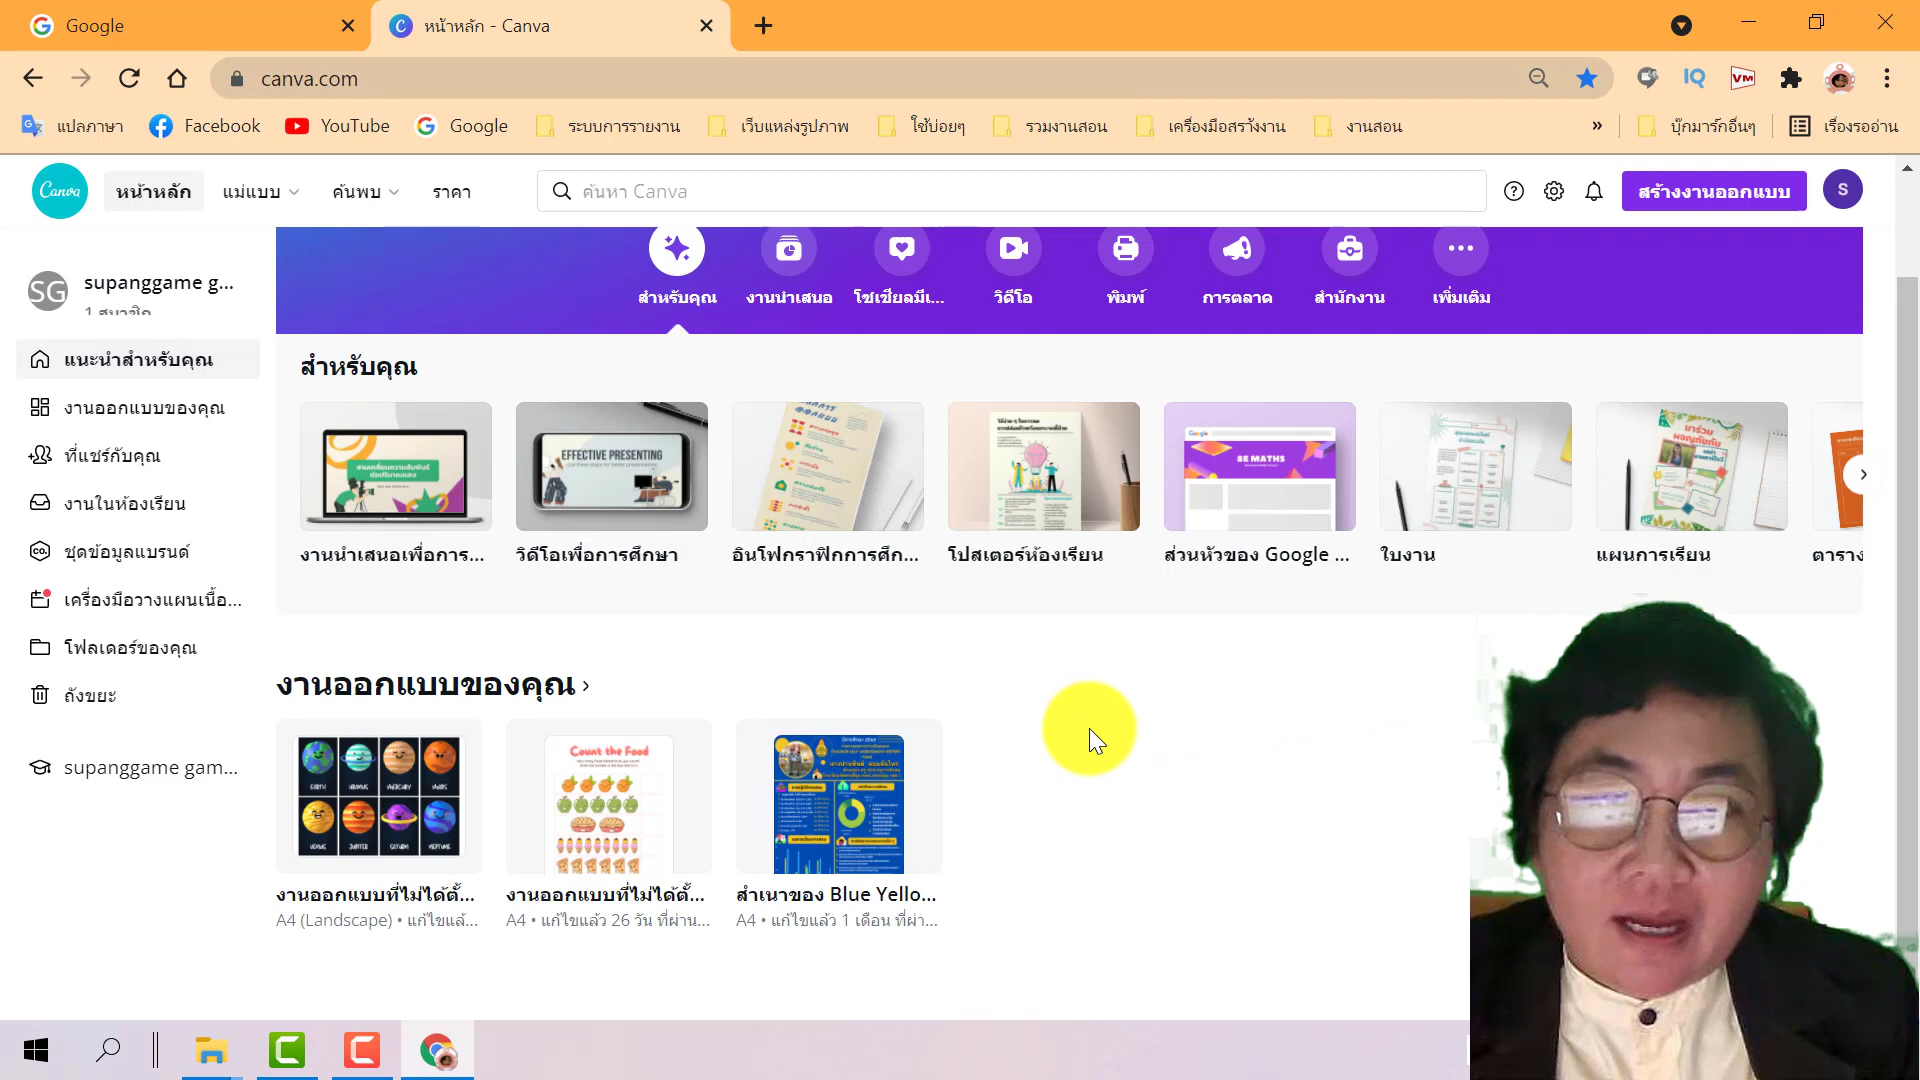 Google
หน้าหลัก - Canva
canva.com
แปลภาษา
Facebook
YouTube
Google
ระบบการรายงาน
เว็บแหล่งรูปภาพ
ใช้บ่อยๆ
รวมงานสอน
เครื่องมือสร้างงาน
งานสอน
»
บุ๊กมาร์กอื่นๆ
เรื่องรออ่าน
Canva
หน้าหลัก
แม่แบบ
ค้นพบ
ราคา
ค้นหา Canva
สร้างงานออกแบบ
S
SG
supanggame g...
1 สมาชิก
สำหรับคุณ
งานนำเสนอ
โซเชียลมีเ...
วิดีโอ
พิมพ์
การตลาด
สำนักงาน
เพิ่มเติม
แนะนำสำหรับคุณ
งานออกแบบของคุณ
ที่แชร์กับคุณ
งานในห้องเรียน
ชุดข้อมูลแบรนด์
เครื่องมือวางแผนเนื้อ...
โฟลเดอร์ของคุณ
ถังขยะ
supanggame gam...
สำหรับคุณ
EFFECTIVE PRESENTING
Google
8E MATHS
งานนำเสนอเพื่อการ...
วิดีโอเพื่อการศึกษา
อินโฟกราฟิกการศึก...
โปสเตอร์ห้องเรียน
ส่วนหัวของ Google ...
ใบงาน
แผนการเรียน
ตาราง
งานออกแบบของคุณ
EARTH
URANUS
MERCURY
MARS
VENUS
JUPITER
SATURN
NEPTUNE
Count the Food
งานออกแบบที่ไม่ได้ตั้...
A4 (Landscape) • แก้ไขแล้...
งานออกแบบที่ไม่ได้ตั้...
A4 • แก้ไขแล้ว 26 วัน ที่ผ่าน...
สำเนาของ Blue Yello...
A4 • แก้ไขแล้ว 1 เดือน ที่ผ่า...